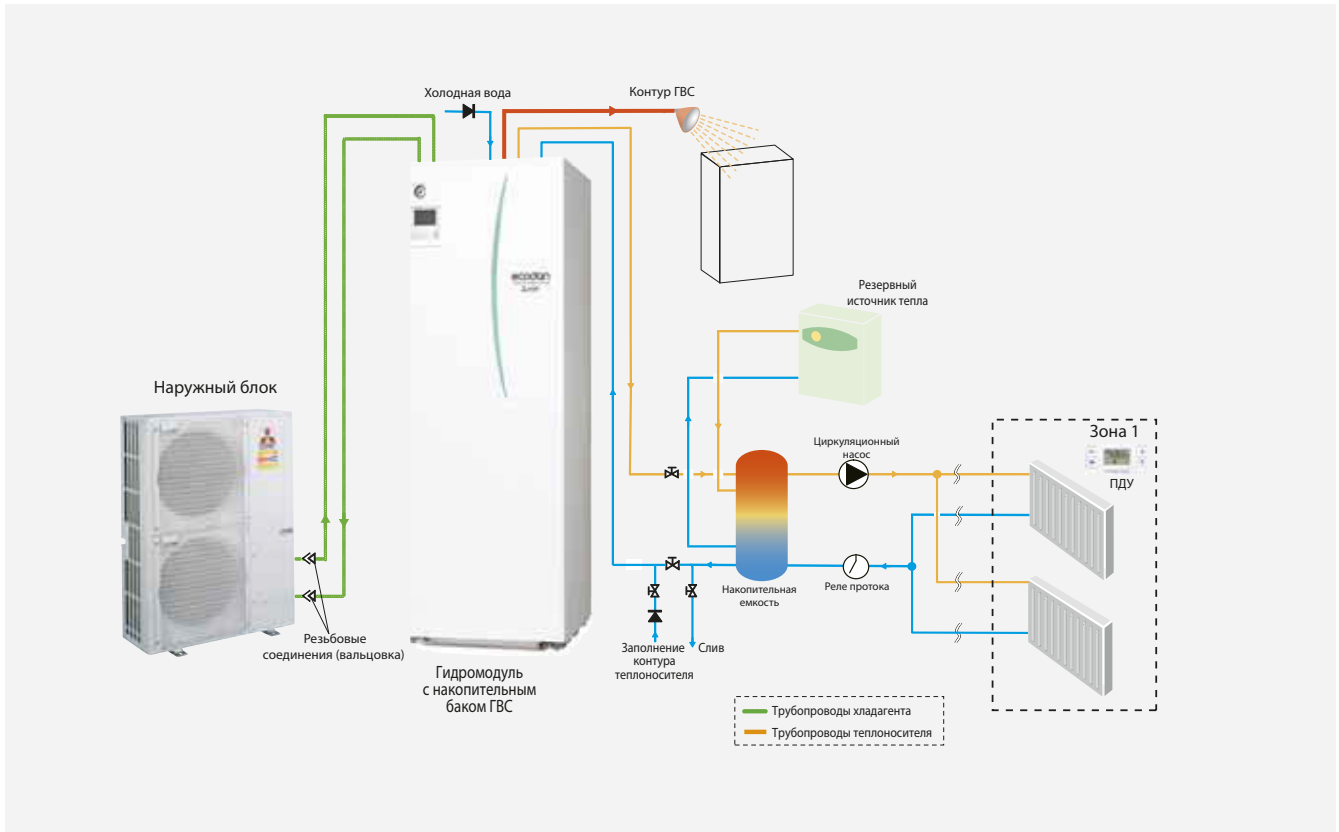 Холодная вода
Контур ГВС
Резервный
источник тепла
ecodan
Наружный блок
Циркуляционный
насос
Зона 1
ПДУ
Накопительная
емкость
Реле протока
Резьбовые
соединения (вальцовка)
Заполнение
контура
теплоносителя
Слив
Гидромодуль
с накопительным
баком ГВС
Трубопроводы хладагента
Трубопроводы теплоносителя